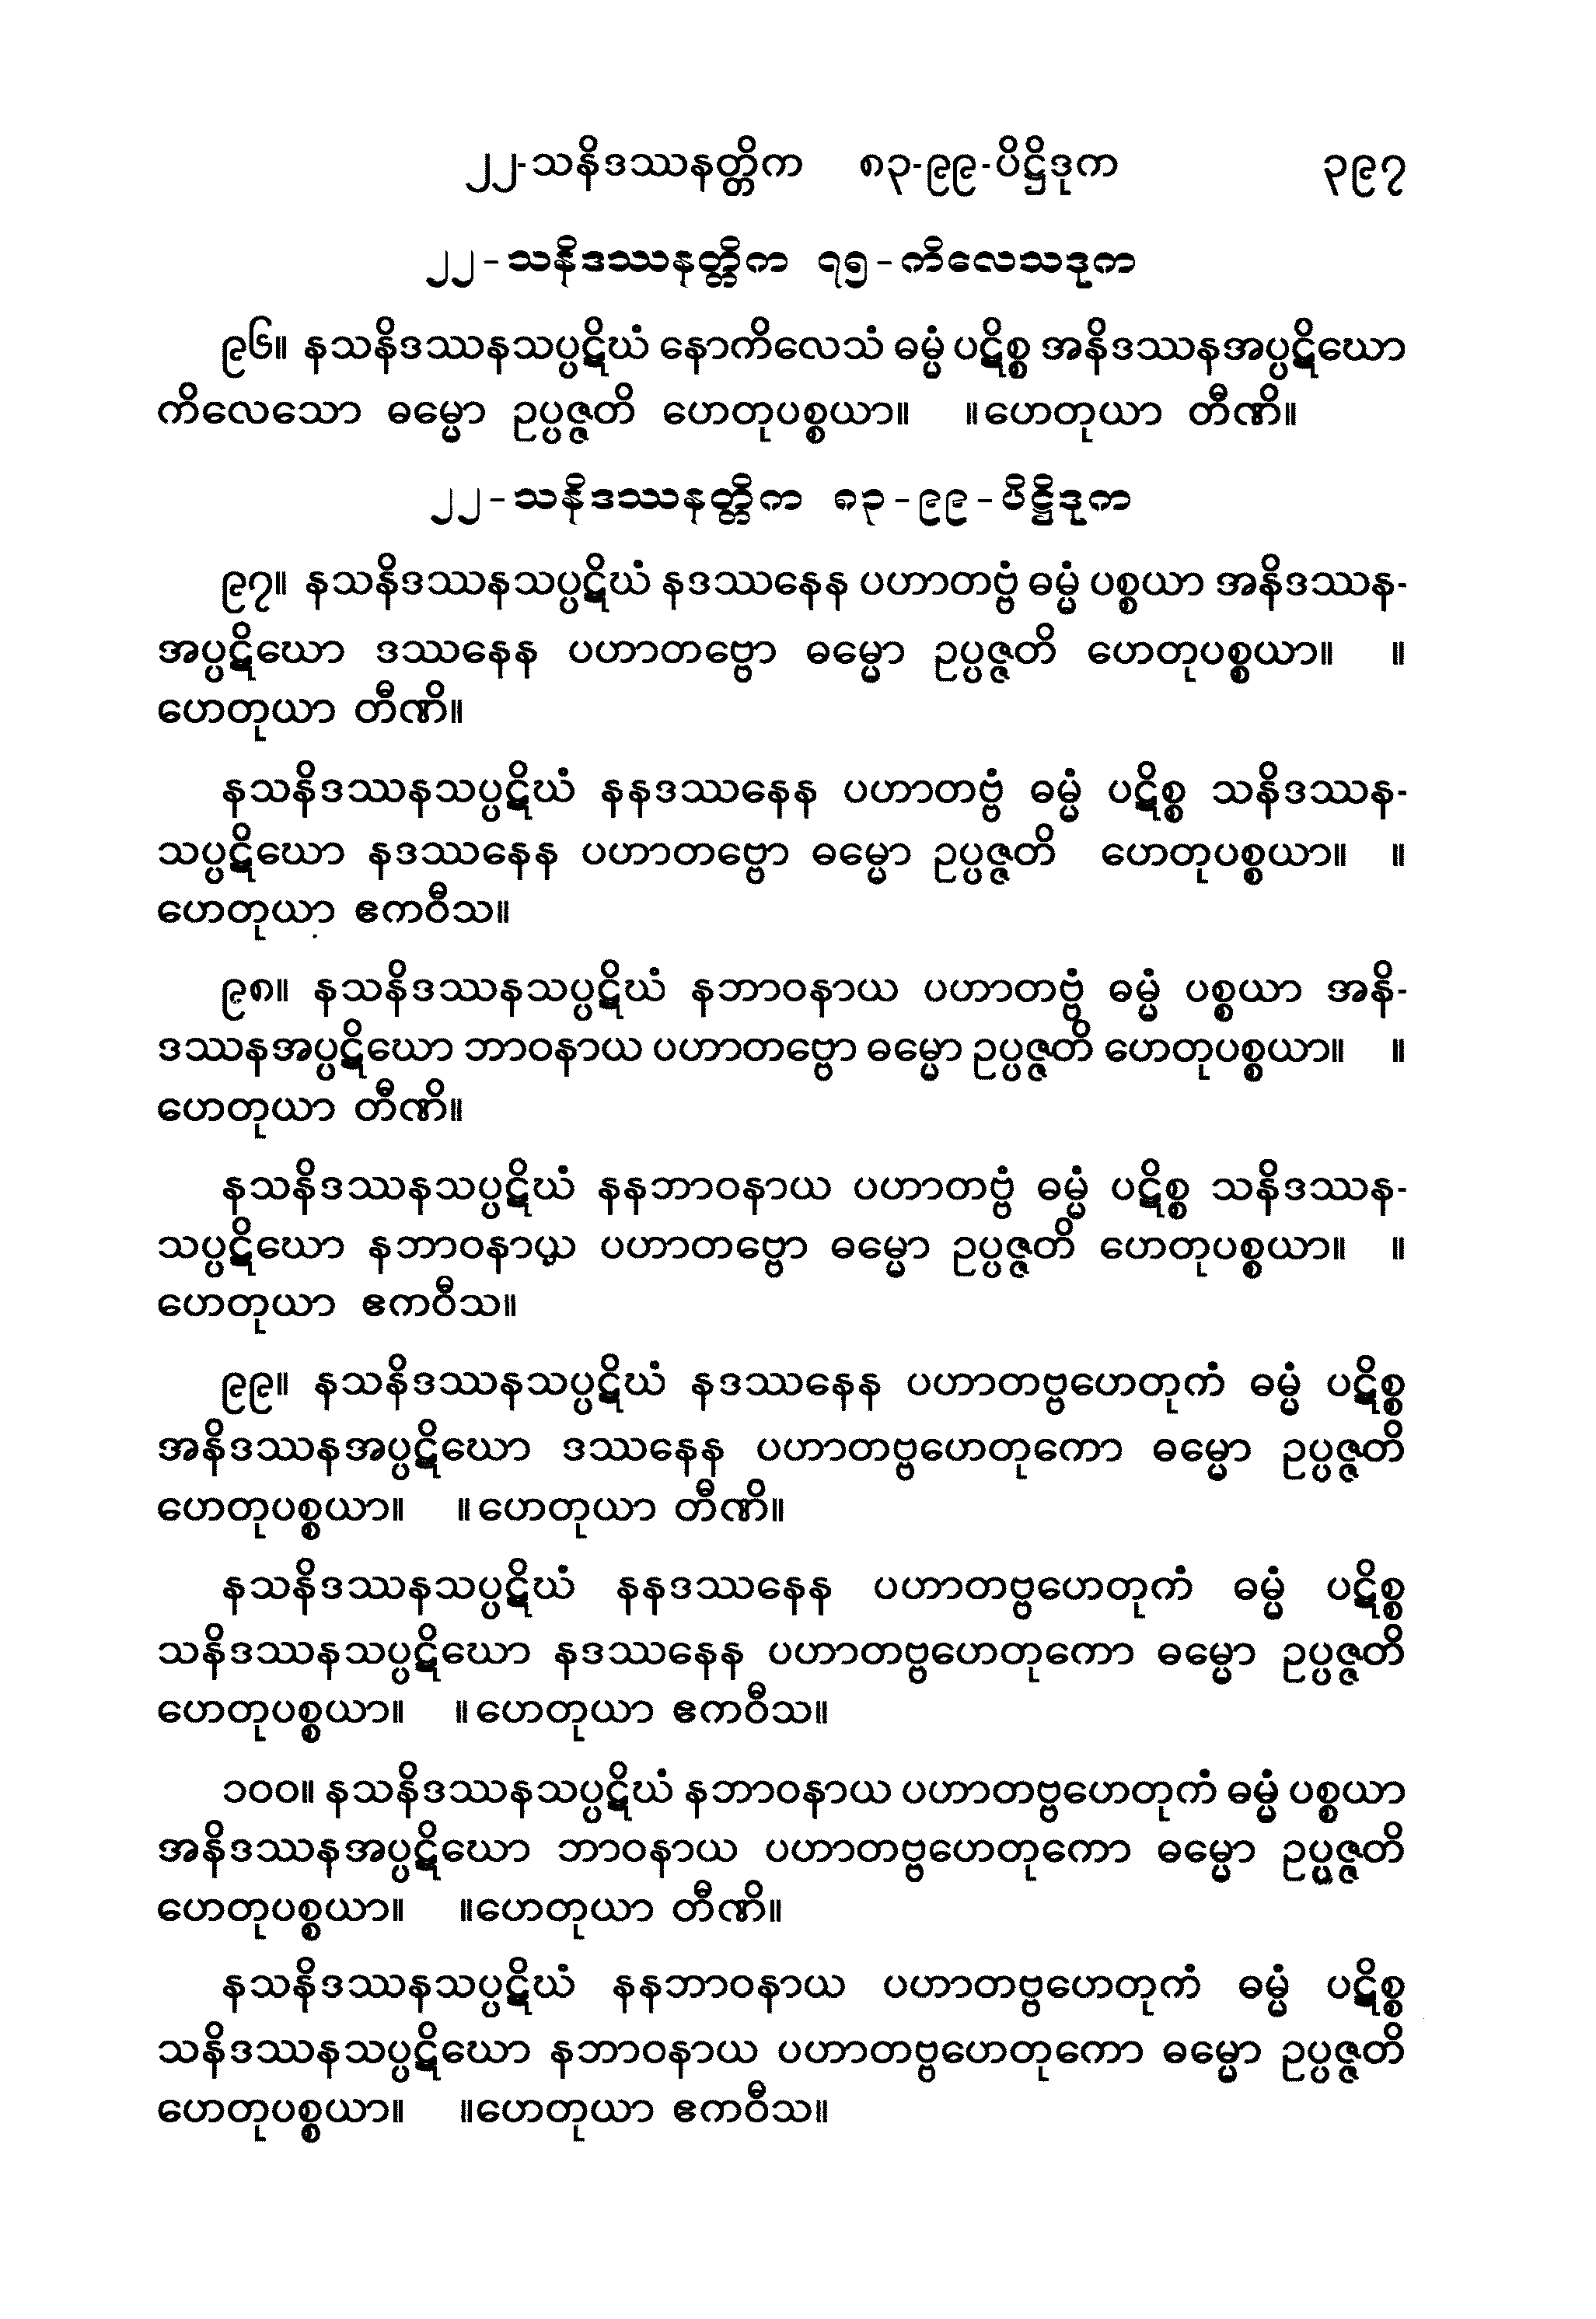 ၂၂-သနိဒဿနတ္တိက ၈၃-၉၉-ပိဋ္ဌိဒုက ၃၉၇
၂၂-သနိဒဿနတ္တိက ၇၅-ကိလေသဒုက
၉၆။ နသနိဒဿနသပ္ပဋိဃံ နောကိလေသံ ဓမ္မံ ပဋိစ္စ အနိဒဿနအပ္ပဋိဃော
ကိလေသော ဓမ္မော ဥပ္ပဇ္ဇတိ ဟေတုပစ္စယာ။ ။ဟေတုယာ တီဏိ။
၂၂-သနိဒဿနတ္တိက ၈၃-၉၉-ပိဋ္ဌိဒုက
၉၇။ နသနိဒဿနသပ္ပဋိဃံ နဒဿနေန ပဟာတဗ္ဗံ ဓမ္မံ ပစ္စယာ အနိဒဿန-
အပ္ပဋိဃော ဒဿနေန ပဟာတဗ္ဗော ဓမ္မော ဥပ္ပဇ္ဇတိ ဟေတုပစ္စယာ။ ။
ဟေတုယာ တီဏိ။
နသနိဒဿနသပ္ပဋိဃံ နနဒဿနေန ပဟာတဗ္ဗံ ဓမ္မံ ပဋိစ္စ သနိဒဿန-
သပ္ပဋိဃော နဒဿနေန ပဟာတဗ္ဗော ဓမ္မော ဥပ္ပဇ္ဇတိ ဟေတုပစ္စယာ။ ။
ဟေတုယာ ဧကဝီသ။
၉၈။ နသနိဒဿနသပ္ပဋိဃံ နဘာဝနာယ ပဟာတဗ္ဗံ ဓမ္မံ ပစ္စယာ အနိ-
ဒဿနအပ္ပဋိဃော ဘာဝနာယ ပဟာတဗ္ဗော ဓမ္မော ဥပ္ပဇ္ဇတိ ဟေတုပစ္စယာ။ ။
ဟေတုယာ တီဏိ။
နသနိဒဿနသပ္ပဋိဃံ နနဘာဝနာယ ပဟာတဗ္ဗံ ဓမ္မံ ပဋိစ္စ သနိဒဿန-
သပ္ပဋိဃော နဘာဝနာယ ပဟာတဗ္ဗော ဓမ္မော ဥပ္ပဇ္ဇတိ ဟေတုပစ္စယာ။ ။
ဟေတုယာ ဧကဝီသ။
၉၉။ နသနိဒဿနသပ္ပဋိဃံ နဒဿနေန ပဟာတဗ္ဗဟေတုကံ ဓမ္မံ ပဋိစ္စ
အနိဒဿနအပ္ပဋိဃော ဒဿနေန ပဟာတဗ္ဗဟေတုကော ဓမ္မော ဥပ္ပဇ္ဇတိ
ဟေတုပစ္စယာ။ ။ဟေတုယာ တီဏိ။
နသနိဒဿနသပ္ပဋိဃံ နနဒဿနေန ပဟာတဗ္ဗဟေတုကံ ဓမ္မံ ပဋိစ္စ
သနိဒဿနသပ္ပဋိဃော နဒဿနေန ပဟာတဗ္ဗဟေတုကော ဓမ္မော ဥပ္ပဇ္ဇတိ
ဟေတုပစ္စယာ။ ။ဟေတုယာ ဧကဝီသ။
၁၀၀။ နသနိဒဿနသပ္ပဋိဃံ နဘာဝနာယ ပဟာတဗ္ဗဟေတုကံ ဓမ္မံ ပစ္စယာ
အနိဒဿနအပ္ပဋိဃော ဘာဝနာယ ပဟာတဗ္ဗဟေတုကော ဓမ္မော ဥပ္ပဇ္ဇတိ
ဟေတုပစ္စယာ။ ။ဟေတုယာ တီဏိ။
နသနိဒဿနသပ္ပဋိဃံ နနဘာဝနာယ ပဟာတဗ္ဗဟေတုကံ ဓမ္မံ ပဋိစ္စ
သနိဒဿနသပ္ပဋိဃော နဘာဝနာယ ပဟာတဗ္ဗဟေတုကော ဓမ္မော ဥပ္ပဇ္ဇတိ
ဟေတုပစ္စယာ။ ။ဟေတုယာ ဧကဝီသ။